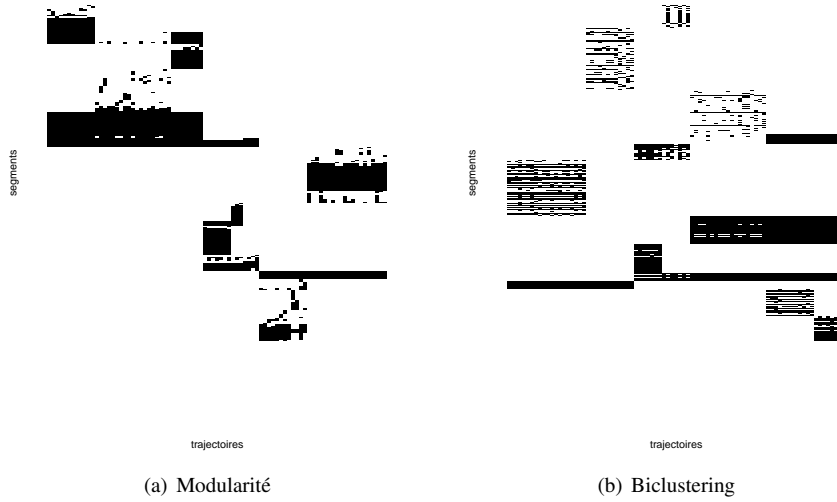 segments
segments
trajectoires
trajectoires
(a) Modularité
(b) Biclustering